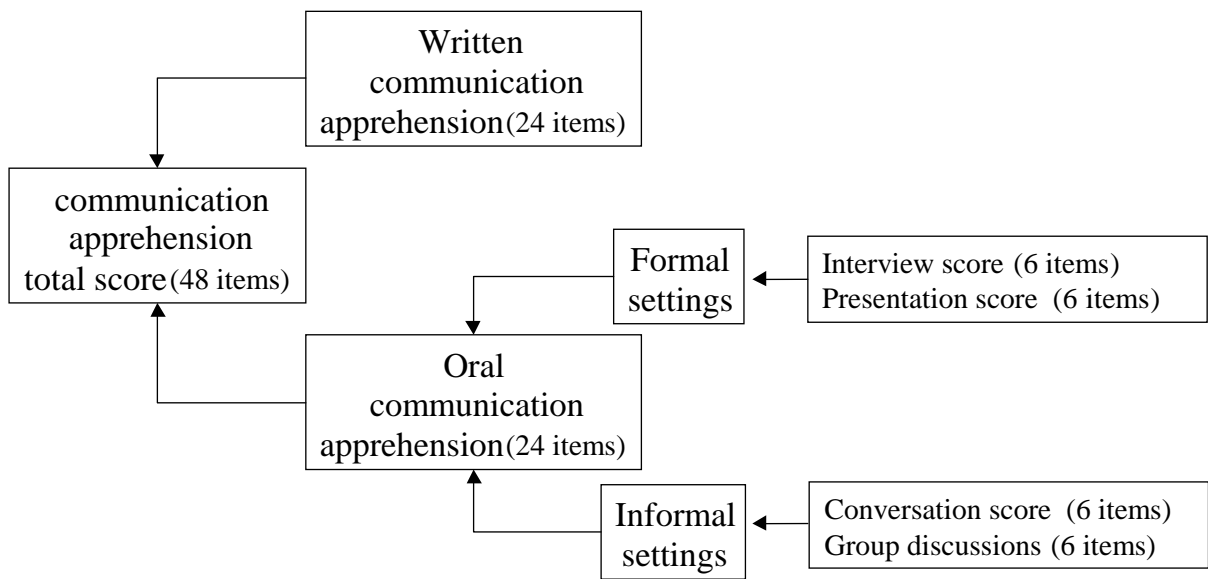 Written
communication
apprehension (24 items)
communication
apprehension
total score (48 items)
Formal
settings
Interview score (6 items)
Presentation score (6 items)
Oral
communication
apprehension (24 items)
Informal
settings
Conversation score (6 items)
Group discussions (6 items)